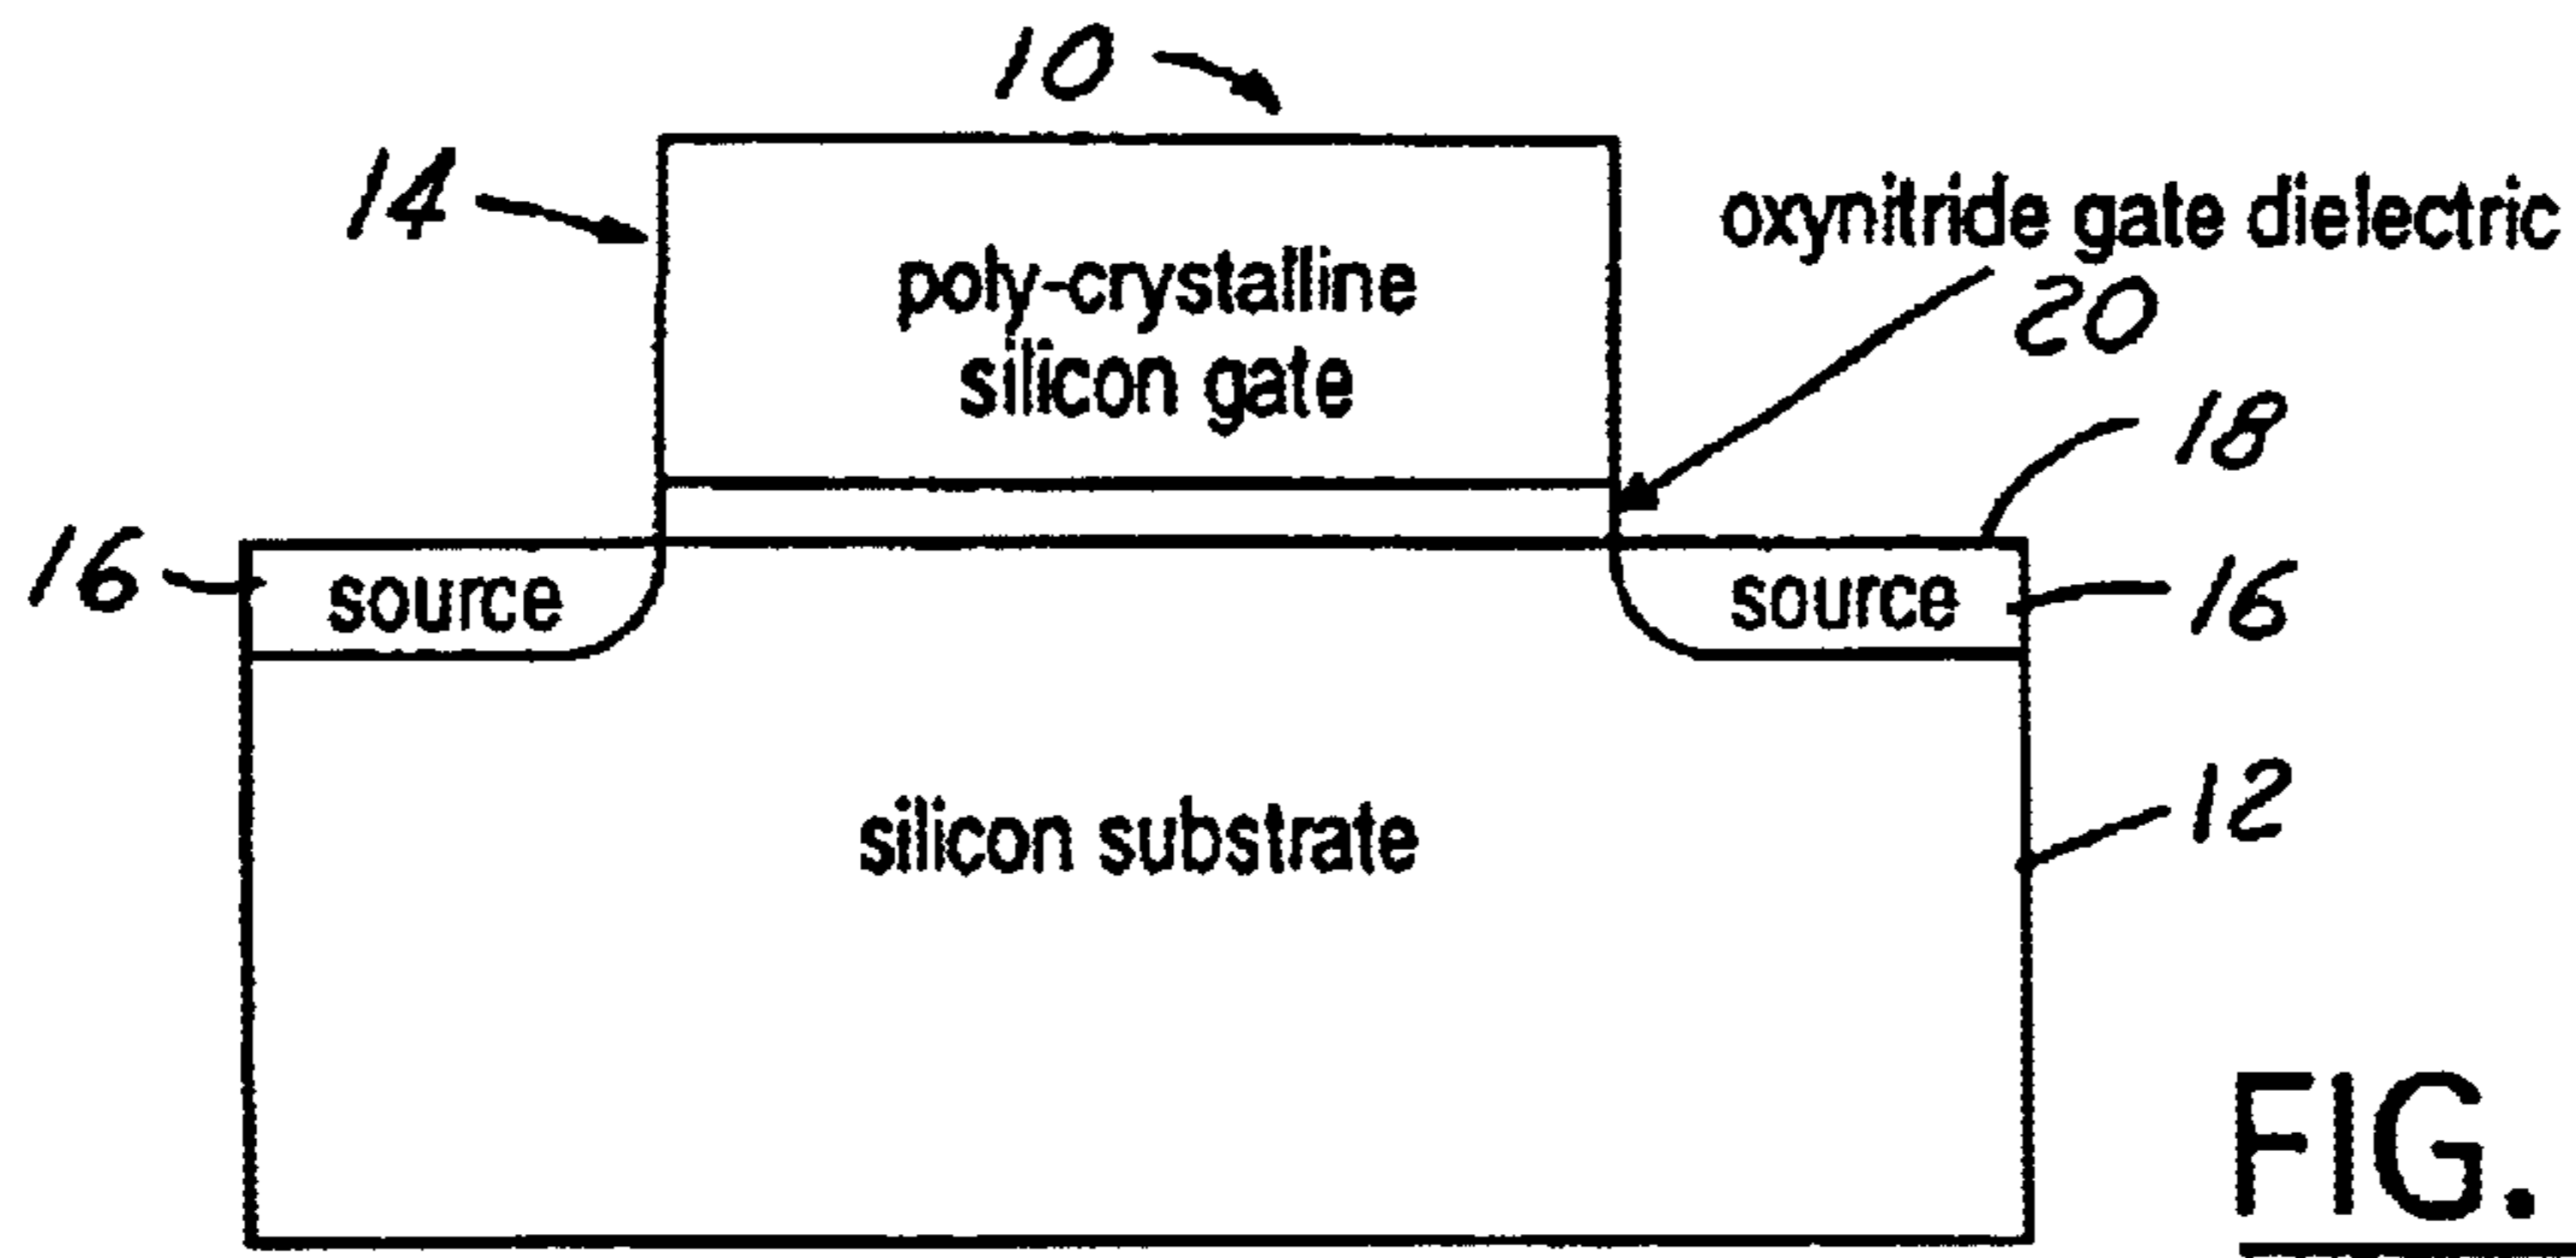 10
14
oxynitride gate dielectric
20
poly-crystalline
silicon gate
18
16
source
source
16
silicon substrate
12
FIG.